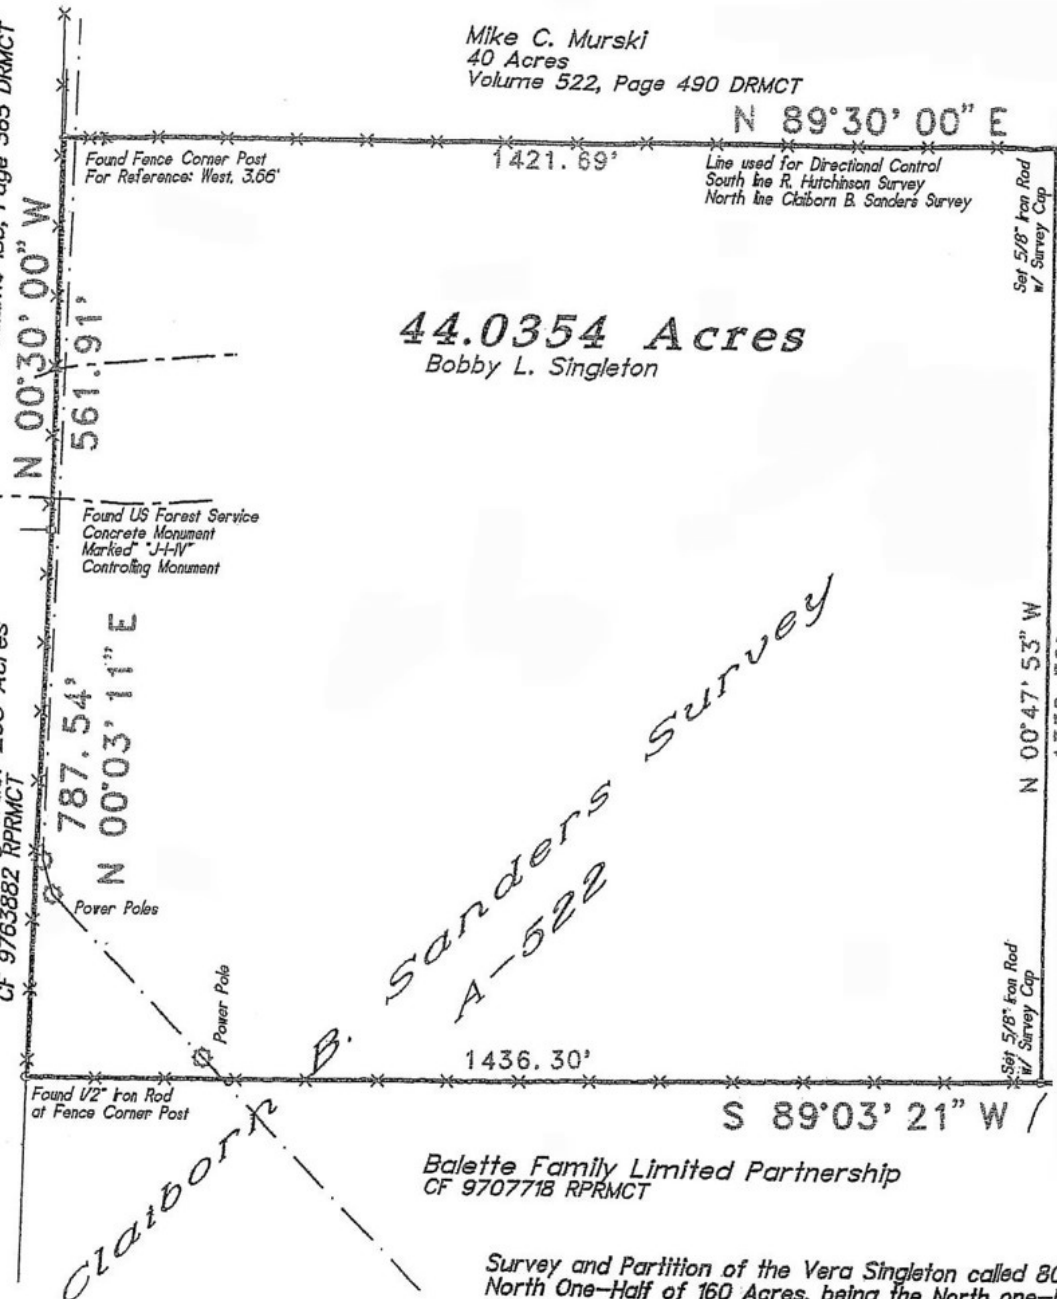 Mike C. Murski
40 Acres
Volume 522, Page 490 DRMCT
N 89°30' 00" E
1421.69'
Found Fence Corner Post
For Reference: West, 3.66'
Line used for Directional Control
South line R. Hutchinson Survey
North line Claiborn B. Sanders Survey
Set 5/8" Iron Rod
w/ Survey Cap
Page 365 DRMCT
N 00°30' 00" W
561.91'
44.0354 Acres
Bobby L. Singleton
Found US Forest Service
Concrete Monument
Marked "J-I-IV"
Controlling Monument
787.54'
N 00°03' 11" E
Acres
CF 9763882 RPRMCT
N 00°47' 53" W
Power Poles
Power Pole
Claiborn B. Sanders Survey
A-522
Set 5/8" Iron Rod
w/ Survey Cap
1436.30'
Found 1/2" Iron Rod
at Fence Corner Post
S 89°03' 21" W
Balette Family Limited Partnership
CF 9707718 RPRMCT
Survey and Partition of the Vera Singleton called 80
North One-Half of 160 Acres, being the North one-